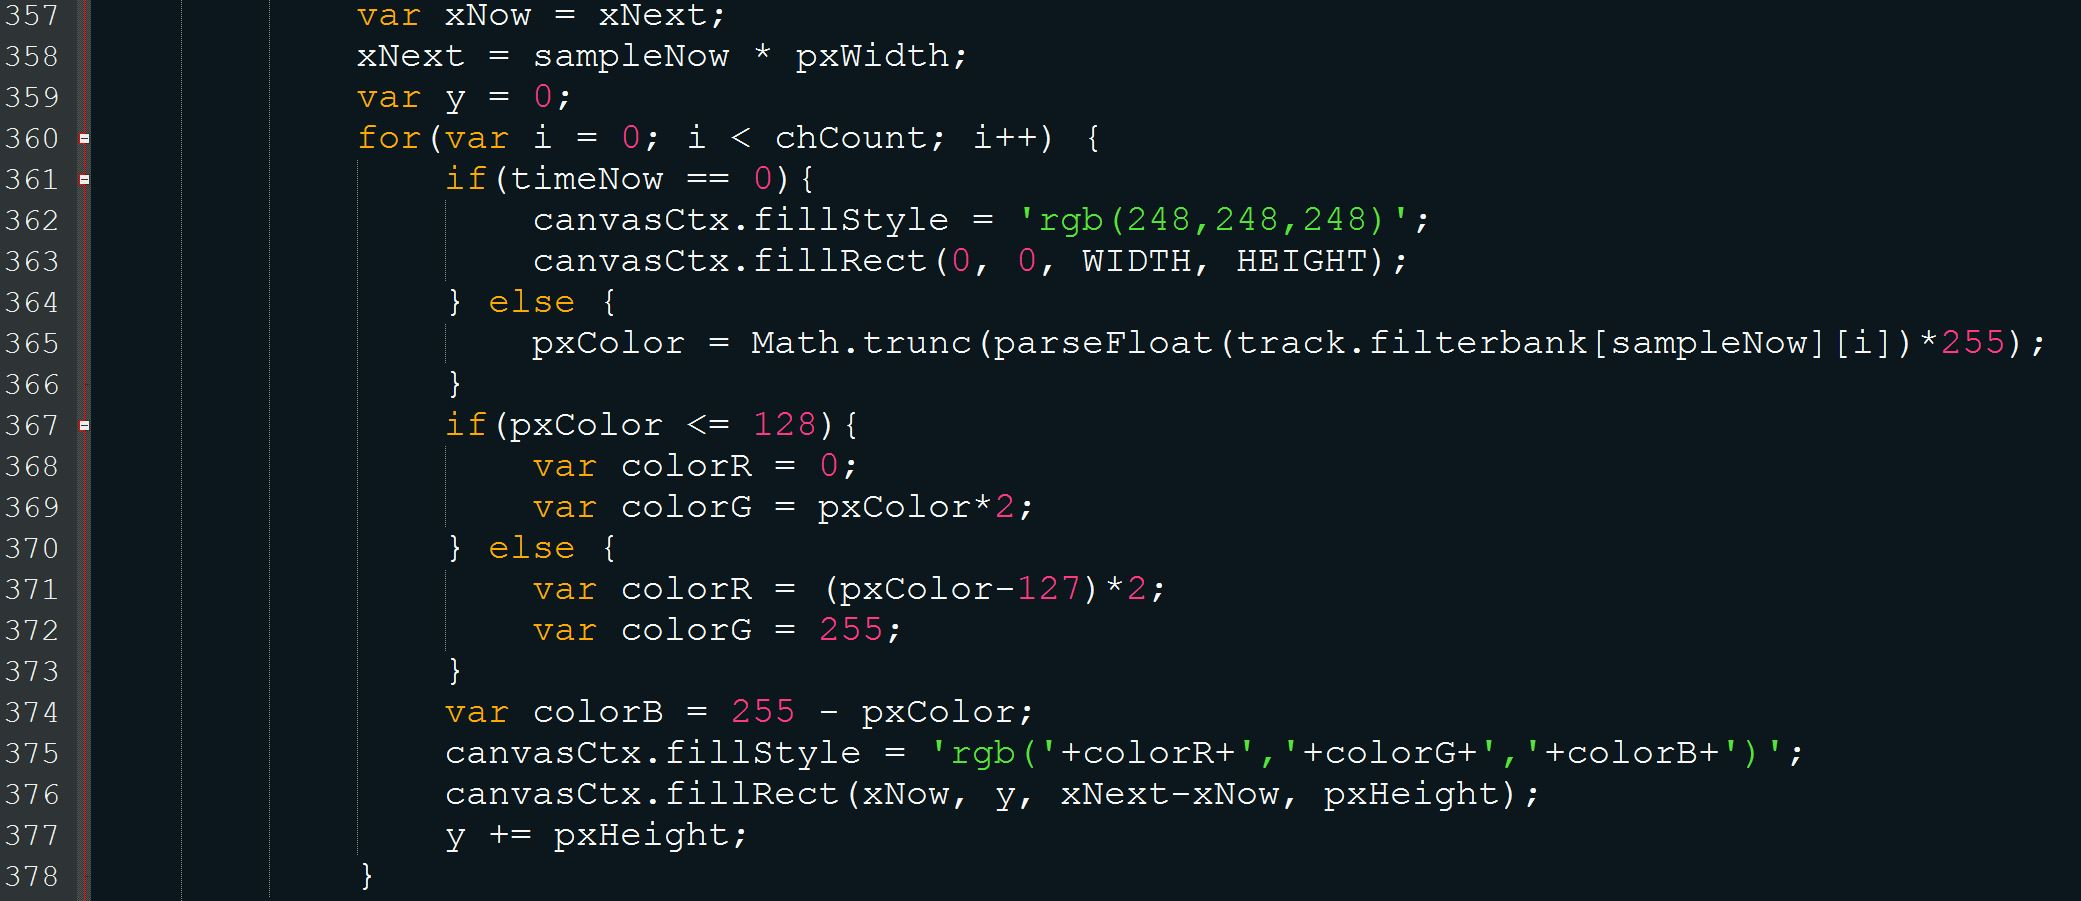 357 var xNow = xNext;
358 xNext = sampleNow * pxWidth;
359 var y = 0;
360 for(var i = 0; i < chCount; i++) {
361 if(timeNow == 0){
362 canvasCtx.fillStyle = 'rgb(248,248,248)';
363 canvasCtx.fillRect(0, 0, WIDTH, HEIGHT);
364 } else {
365 pxColor = Math.trunc(parseFloat(track.filterbank[sampleNow][i])*255);
366 }
367 if(pxColor <= 128){
368 var colorR = 0;
369 var colorG = pxColor*2;
370 } else {
371 var colorR = (pxColor-127)*2;
372 var colorG = 255;
373 }
374 var colorB = 255 - pxColor;
375 canvasCtx.fillStyle = 'rgb('+colorR+','+colorG+','+colorB+')';
376 canvasCtx.fillRect(xNow, y, xNext-xNow, pxHeight);
377 y += pxHeight;
378 }